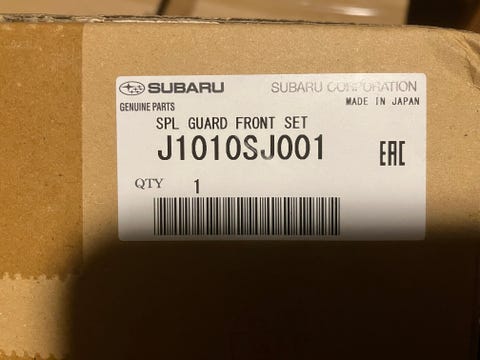 SUBARU SUBARU CORPORATION
GENUINE PARTS MADE IN JAPAN
SPL GUARD FRONT SET
J1010SJ001
EAC
QTY 1